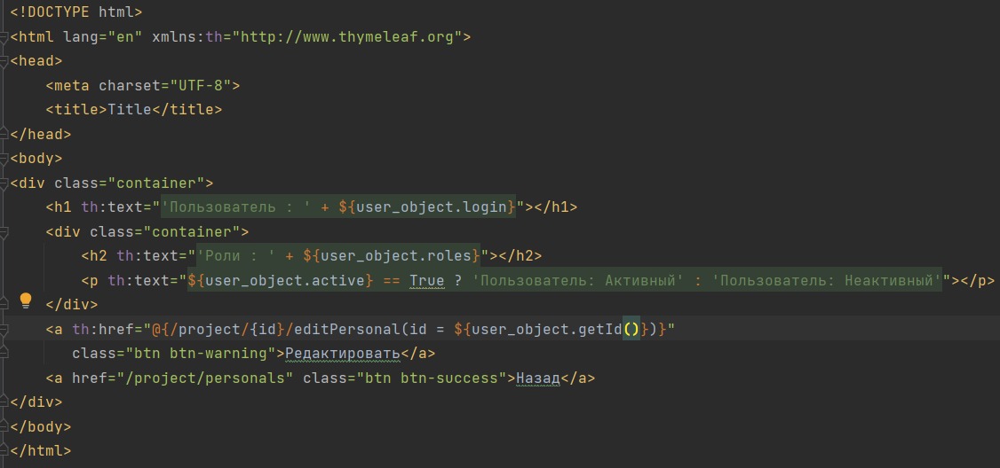 <!DOCTYPE html>
<html lang="en" xmlns:th="http://www.thymeleaf.org">
<head>
    <meta charset="UTF-8">
    <title>Title</title>
</head>
<body>
<div class="container">
    <h1 th:text="'Пользователь : ' + ${user_object.login}"></h1>
    <div class="container">
        <h2 th:text="'Роли : ' + ${user_object.roles}"></h2>
        <p th:text="${user_object.active} == True ? 'Пользователь: Активный' : 'Пользователь: Неактивный'"></p>
    </div>
    <a th:href="@{/project/{id}/editPersonal(id = ${user_object.getId()})}"
       class="btn btn-warning">Редактировать</a>
    <a href="/project/personals" class="btn btn-success">Назад</a>
</div>
</body>
</html>